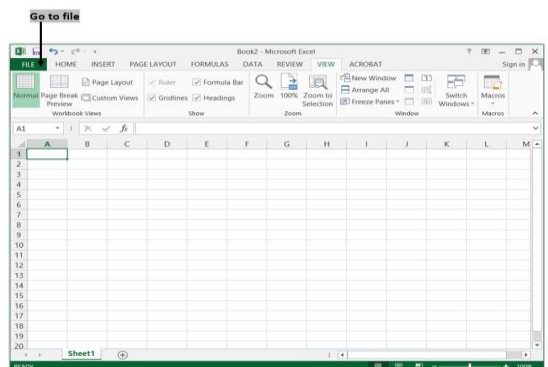 Go to file
Book2 - Microsoft Excel
FILE HOME INSERT PAGE LAYOUT FORMULAS DATA REVIEW VIEW ACROBAT Sign in
Normal Page Break Preview Page Layout Custom Views
Workbook Views
Ruler Formula Bar
Gridlines Headings
Show
Zoom 100% Zoom to Selection
Zoom
New Window
Arrange All
Freeze Panes
Switch Windows
Window
Macros
Macros
A1 fx
A B C D E F G H I J K L M
1
2
3
4
5
6
7
8
9
10
11
12
13
14
15
16
17
18
19
20
Sheet1
READY 100%